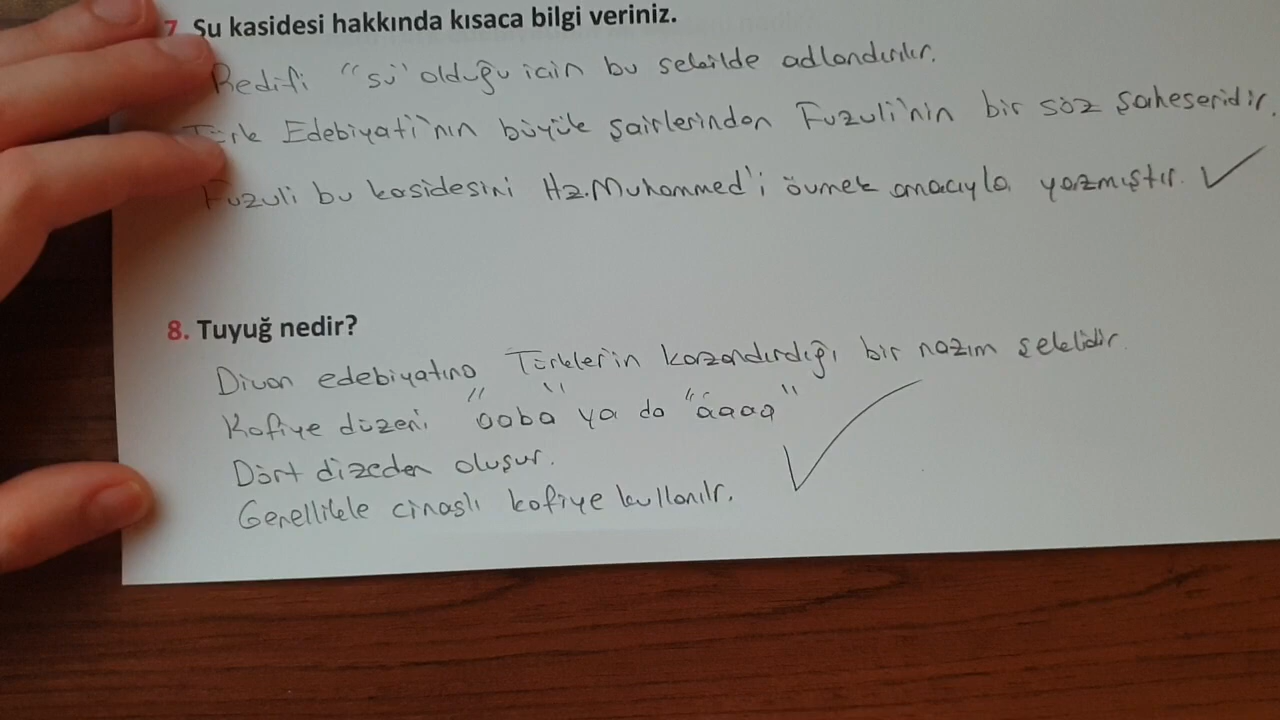 7. Su kasidesi hakkında kısaca bilgi veriniz.
Redifi "su" olduğu için bu şekilde adlandırılır.
Türk Edebiyatı'nın büyük şairlerinden Fuzuli'nin bir söz şaheseridir.
Fuzuli bu kasidesini Hz.Muhammed'i övmek amacıyla yazmıştır.
8. Tuyuğ nedir?
Divan edebiyatına Türkler'in kazandırdığı bir nazım şeklidir.
Kafiye düzeni "aaba" ya da "aaaa"
Dört dizeden oluşur.
Genellikle cinaslı kafiye kullanılır.